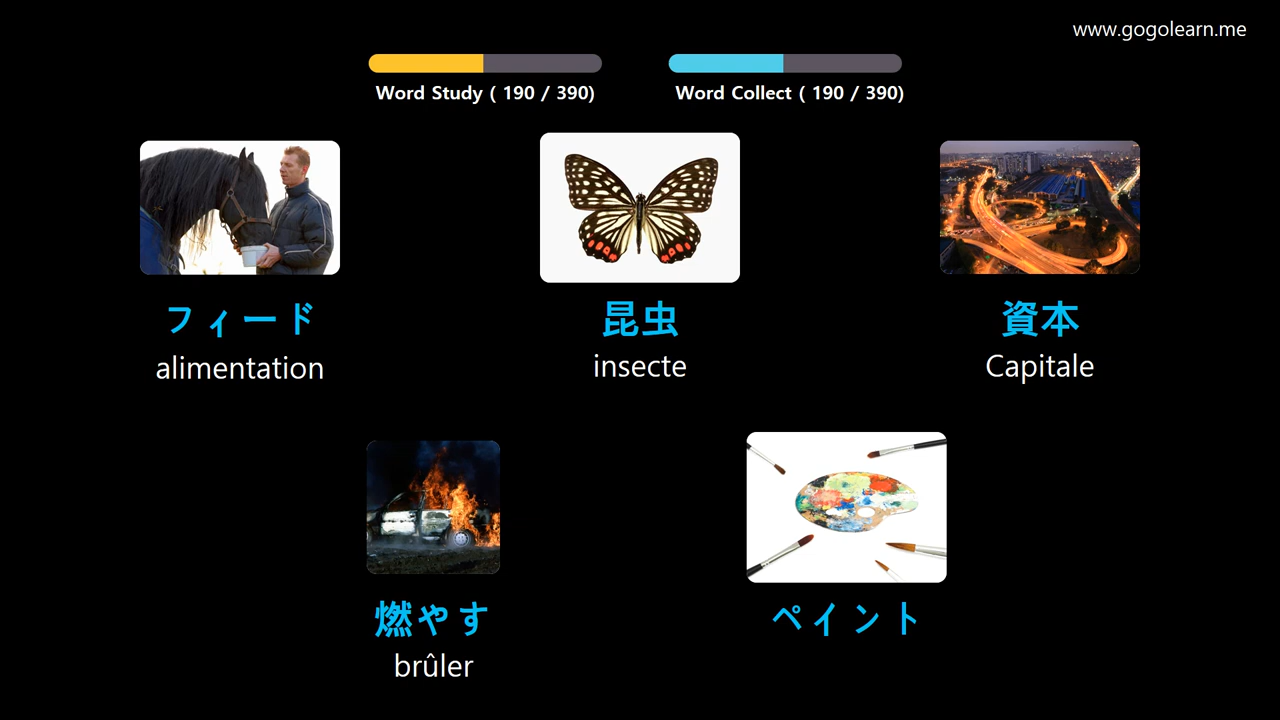 www.gogolearn.me
Word Study ( 190 / 390)
Word Collect ( 190 / 390)
フィード
alimentation
昆虫
insecte
資本
Capitale
燃やす
brûler
ペイント